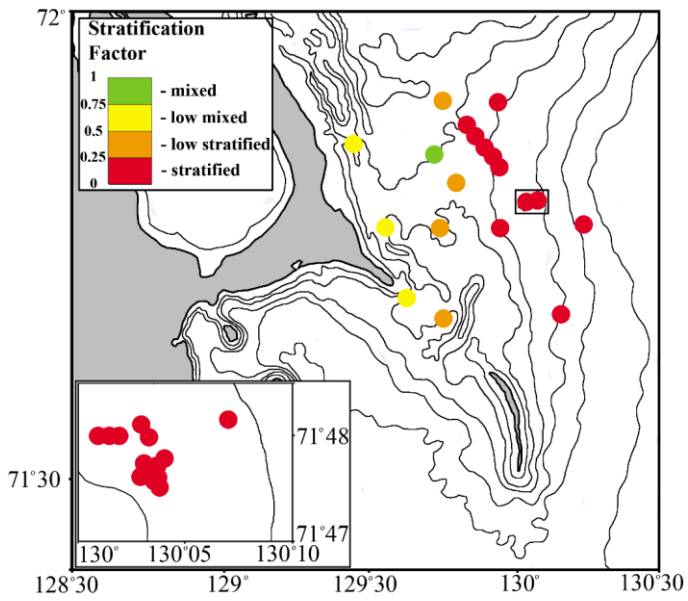 72°
Stratification
Factor
1
- mixed
0.75
- low mixed
0.5
- low stratified
0.25
- stratified
0
71°48
71°30
71°47
130° 130°05 130°10
128°30 129° 129°30 130° 130°30